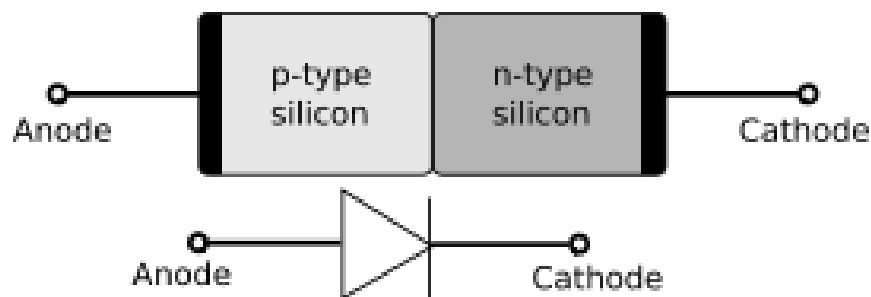 p-type
silicon
n-type
silicon
Anode
Cathode
Anode
Cathode